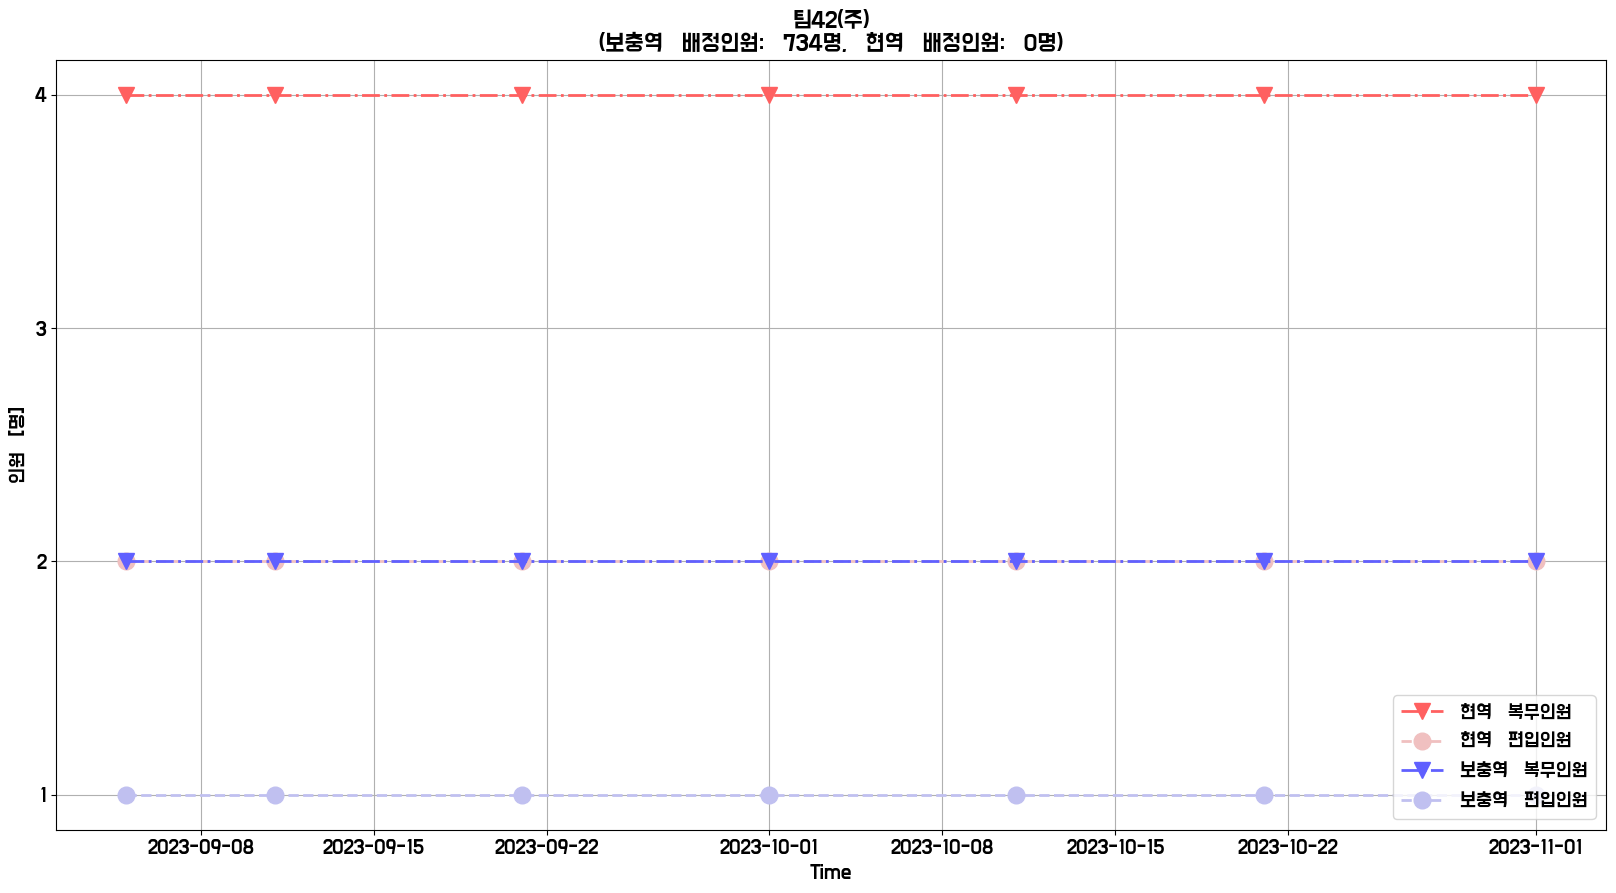 팀42(주)
(보충역 배정인원: 734명, 현역 배정인원: 0명)
4
3
2
1
인원 [명]
2023-09-08 2023-09-15 2023-09-22 2023-10-01 2023-10-08 2023-10-15 2023-10-22 2023-11-01
Time
현역 복무인원
현역 편입인원
보충역 복무인원
보충역 편입인원